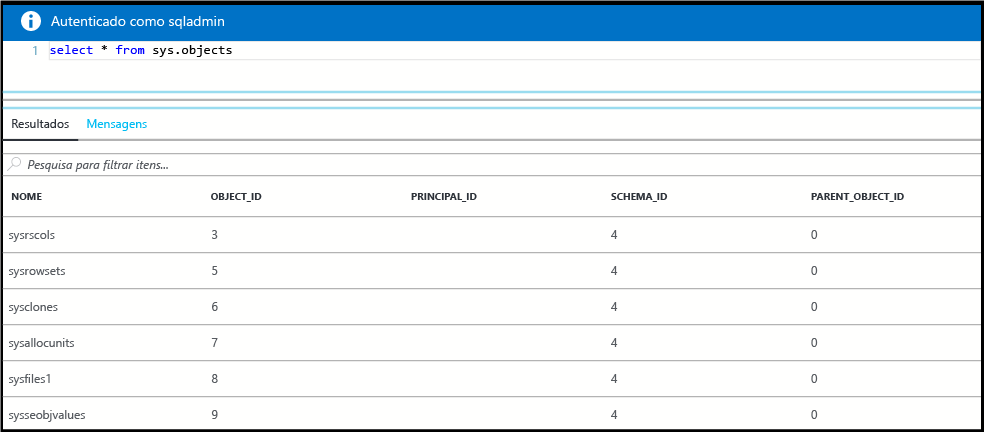 Autenticado como sqladmin
1 select * from sys.objects
Resultados Mensagens
Pesquisa para filtrar itens...
NOME OBJECT_ID PRINCIPAL_ID SCHEMA_ID PARENT_OBJECT_ID
sysrscols 3 4 0
sysrowsets 5 4 0
sysclones 6 4 0
sysallocunits 7 4 0
sysfiles1 8 4 0
sysseobjvalues 9 4 0